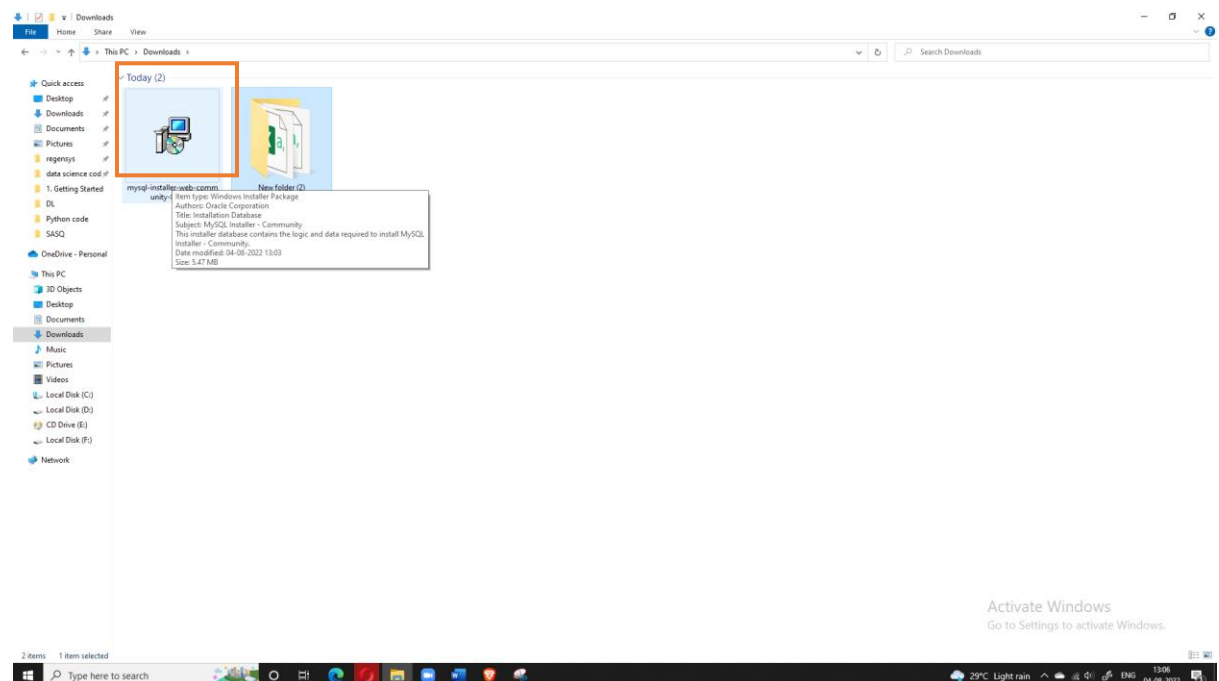 Downloads
File Home Share View
This PC > Downloads >
Search Downloads
Quick access
Desktop
Downloads
Documents
Pictures
regensys
data science cod
1. Getting Started
DL
Python code
SASQ
OneDrive - Personal
This PC
3D Objects
Desktop
Documents
Downloads
Music
Pictures
Videos
Local Disk (C:)
Local Disk (D:)
CD Drive (E:)
Local Disk (F:)
Network
Today (2)
mysql-installer-web-comm
unity-
New folder (2)
Item type: Windows Installer Package
Authors: Oracle Corporation
Title: Installation Database
Subject: MySQL Installer - Community
This installer database contains the logic and data required to install MySQL
Installer - Community.
Date modified: 04-08-2022 13:03
Size: 5.47 MB
Activate Windows
Go to Settings to activate Windows.
2 items 1 item selected
Type here to search
29°C Light rain
ENG
13:06
04-08-2022